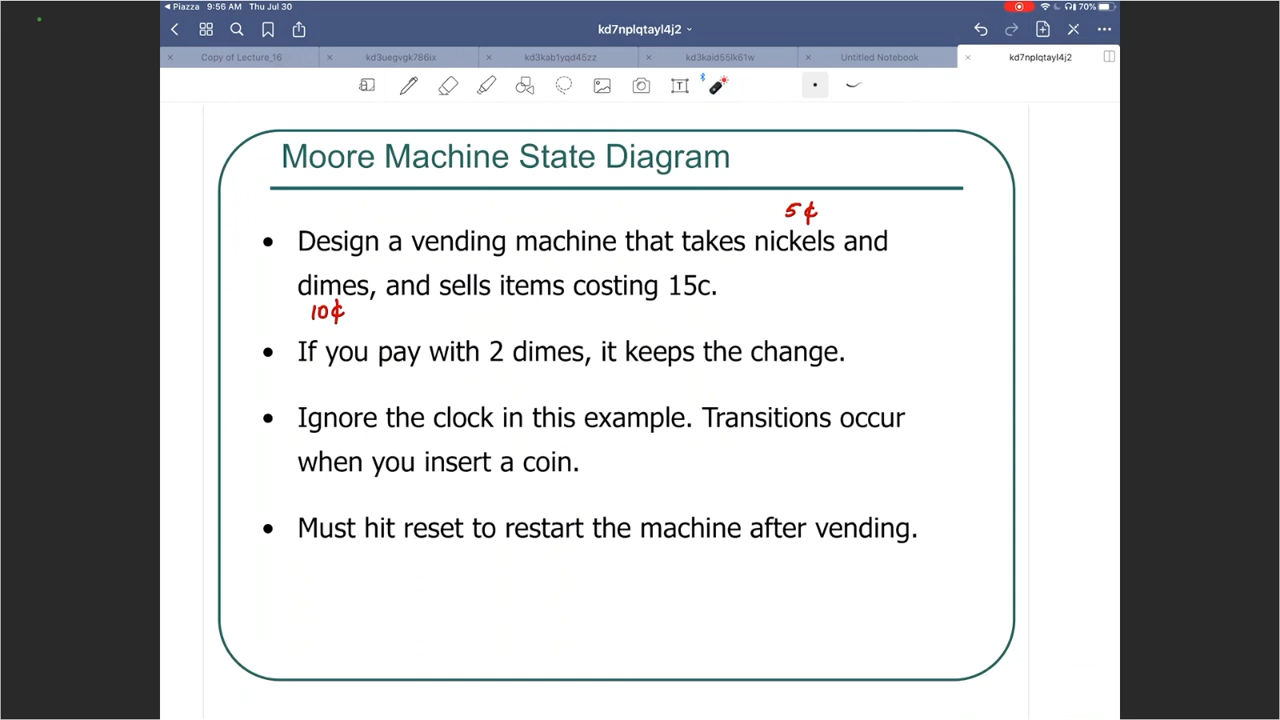 Piazza 9:56 AM Thu Jul 30 70%
kd7nplqtayl4j2
Copy of Lecture_16 kd3uegvgk786ix kd3kab1yqd45zz kd3kaid55lk61w Untitled Notebook kd7nplqtayl4j2
Moore Machine State Diagram
5¢
• Design a vending machine that takes nickels and
dimes, and sells items costing 15c.
10¢
• If you pay with 2 dimes, it keeps the change.
• Ignore the clock in this example. Transitions occur
when you insert a coin.
• Must hit reset to restart the machine after vending.